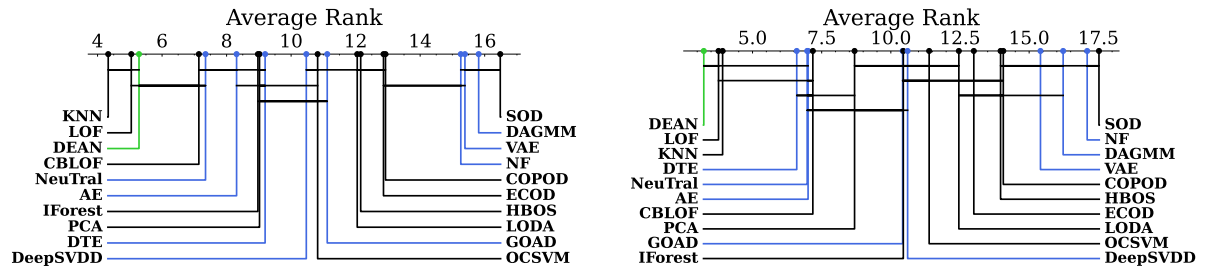 Average Rank
4 6 8 10 12 14 16
KNN SOD
LOF DAGMM
DEAN VAE
CBLOF NF
NeuTral COPOD
AE ECOD
IForest HBOS
PCA LODA
DTE GOAD
DeepSVDD OCSVM
Average Rank
5.0 7.5 10.0 12.5 15.0 17.5
DEAN SOD
LOF NF
KNN DAGMM
DTE VAE
NeuTral COPOD
AE HBOS
CBLOF ECOD
PCA LODA
GOAD OCSVM
IForest DeepSVDD